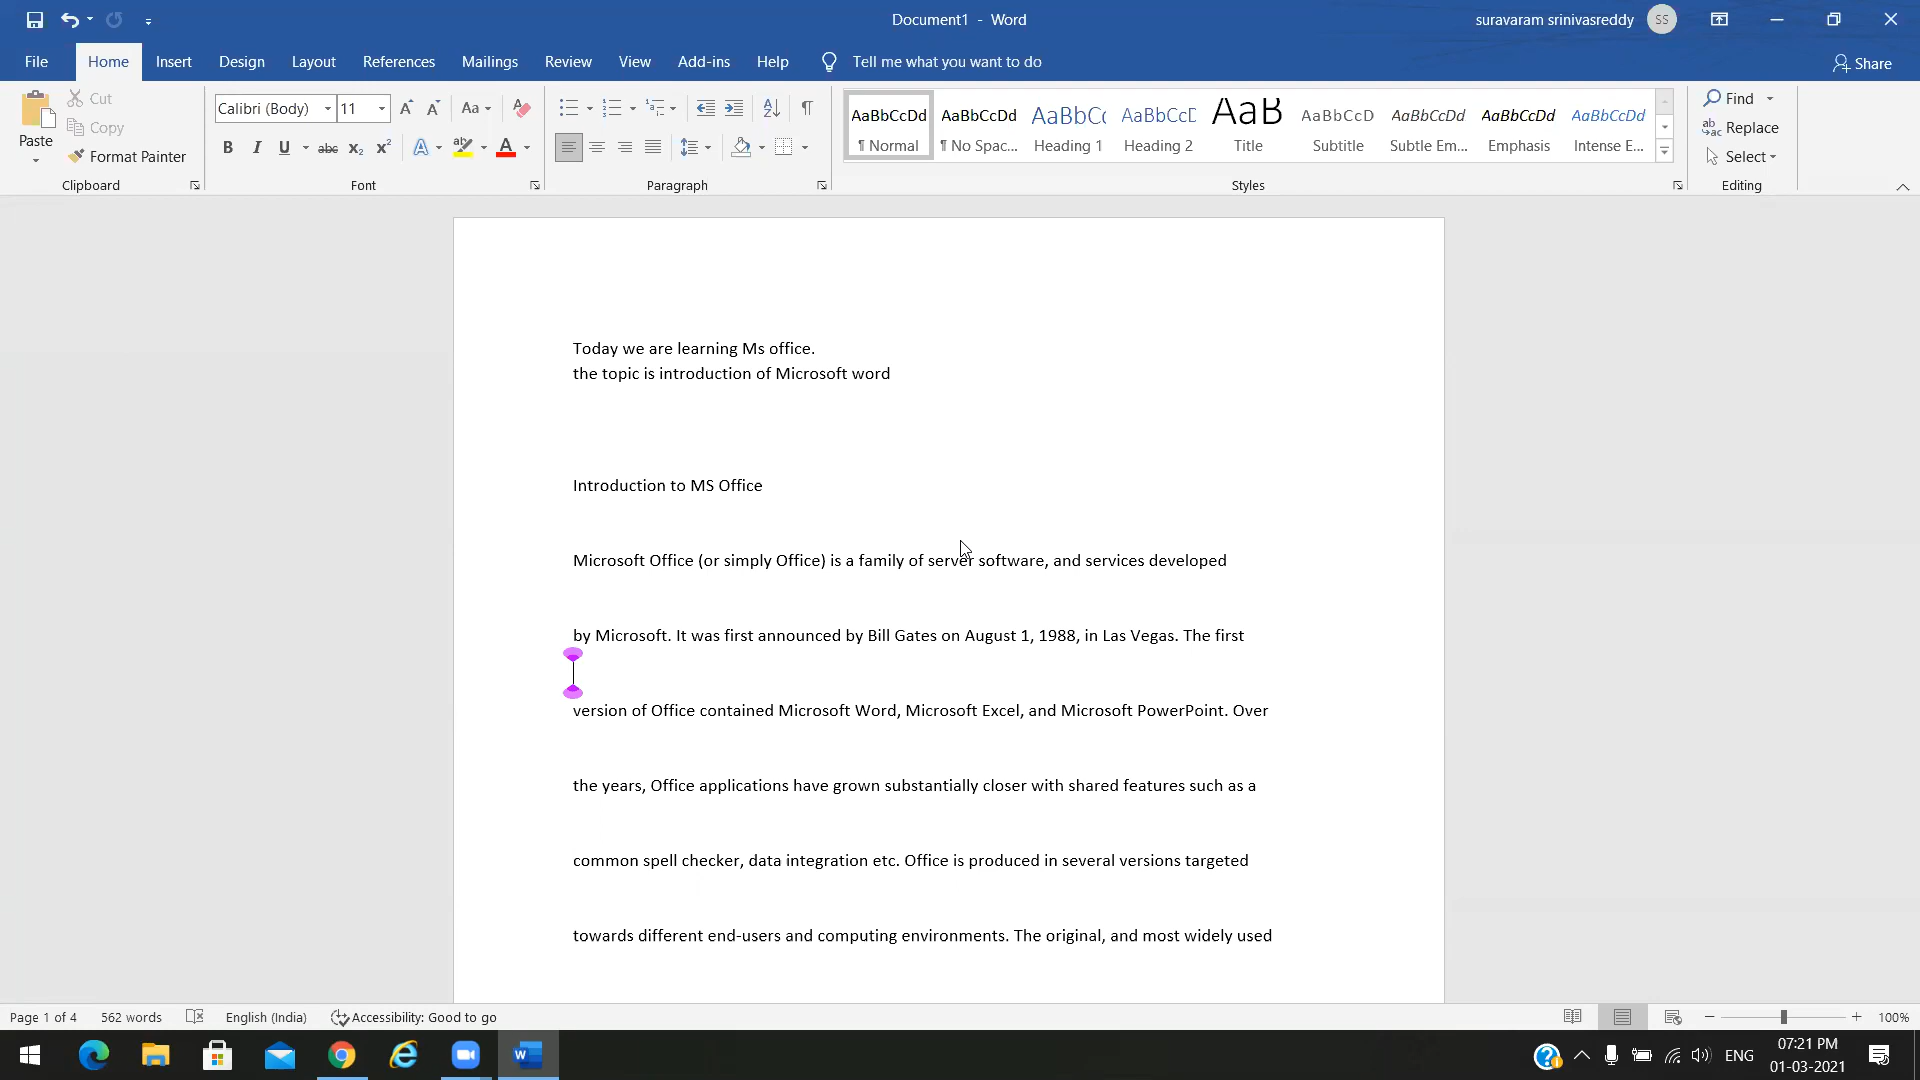 Document1 - Word
suravaram srinivasreddy
SS
File Home Insert Design Layout References Mailings Review View Add-ins Help Tell me what you want to do
Share
Paste
Cut
Copy
Format Painter
Clipboard
Calibri (Body) 11
Aa
B I U abc x₂ x² A ab A
Font
Paragraph
AaBbCcDd AaBbCcDd AaBbCc AaBbCcD AaB AaBbCcD AaBbCcDd AaBbCcDd AaBbCcDd
¶ Normal ¶ No Spac... Heading 1 Heading 2 Title Subtitle Subtle Em... Emphasis Intense E...
Styles
Find
Replace
Select
Editing
Today we are learning Ms office.
the topic is introduction of Microsoft word
Introduction to MS Office
Microsoft Office (or simply Office) is a family of server software, and services developed
by Microsoft. It was first announced by Bill Gates on August 1, 1988, in Las Vegas. The first
version of Office contained Microsoft Word, Microsoft Excel, and Microsoft PowerPoint. Over
the years, Office applications have grown substantially closer with shared features such as a
common spell checker, data integration etc. Office is produced in several versions targeted
towards different end-users and computing environments. The original, and most widely used
Page 1 of 4 562 words English (India) Accessibility: Good to go 100%
ENG
07:21 PM
01-03-2021